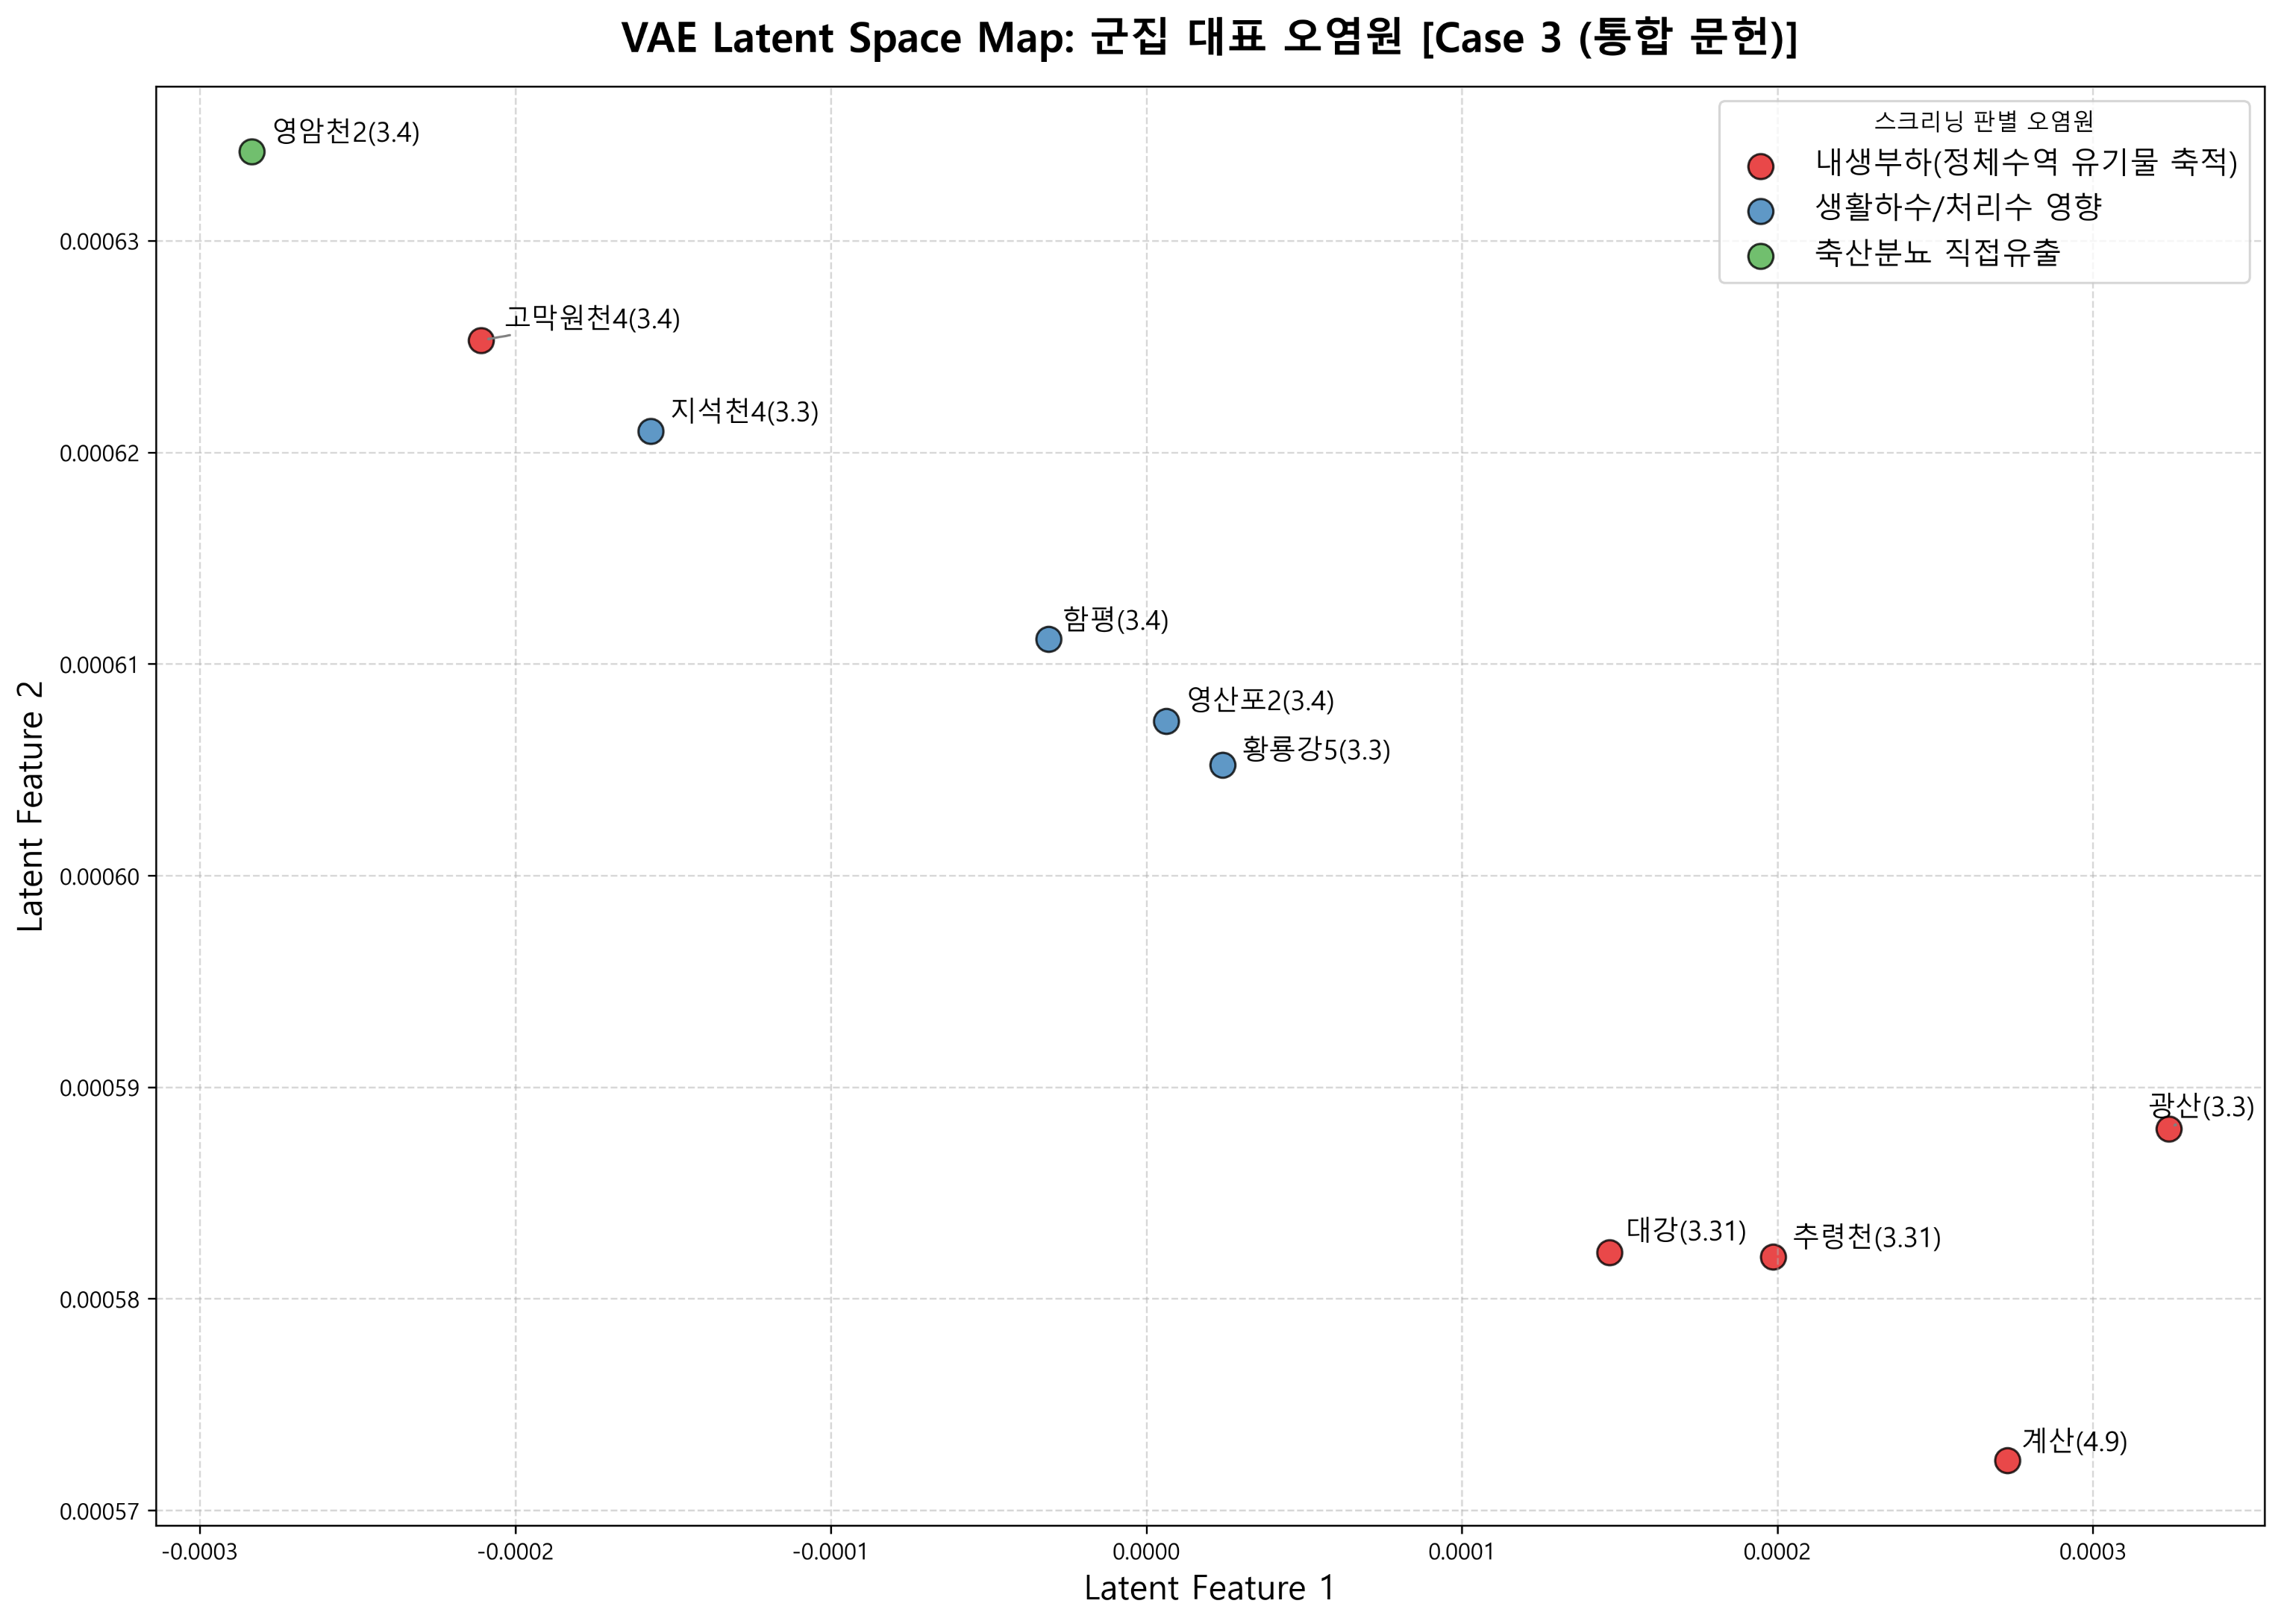 VAE Latent Space Map: 군집 대표 오염원 [Case 3 (통합 문헌)]
스크리닝 판별 오염원
내생부하(정체수역 유기물 축적)
생활하수/처리수 영향
축산분뇨 직접유출
영암천2(3.4)
고막원천4(3.4)
지석천4(3.3)
함평(3.4)
영산포2(3.4)
황룡강5(3.3)
광산(3.3)
대강(3.31)
추령천(3.31)
계산(4.9)
Latent Feature 2
0.00063
0.00062
0.00061
0.00060
0.00059
0.00058
0.00057
-0.0003
-0.0002
-0.0001
0.0000
0.0001
0.0002
0.0003
Latent Feature 1